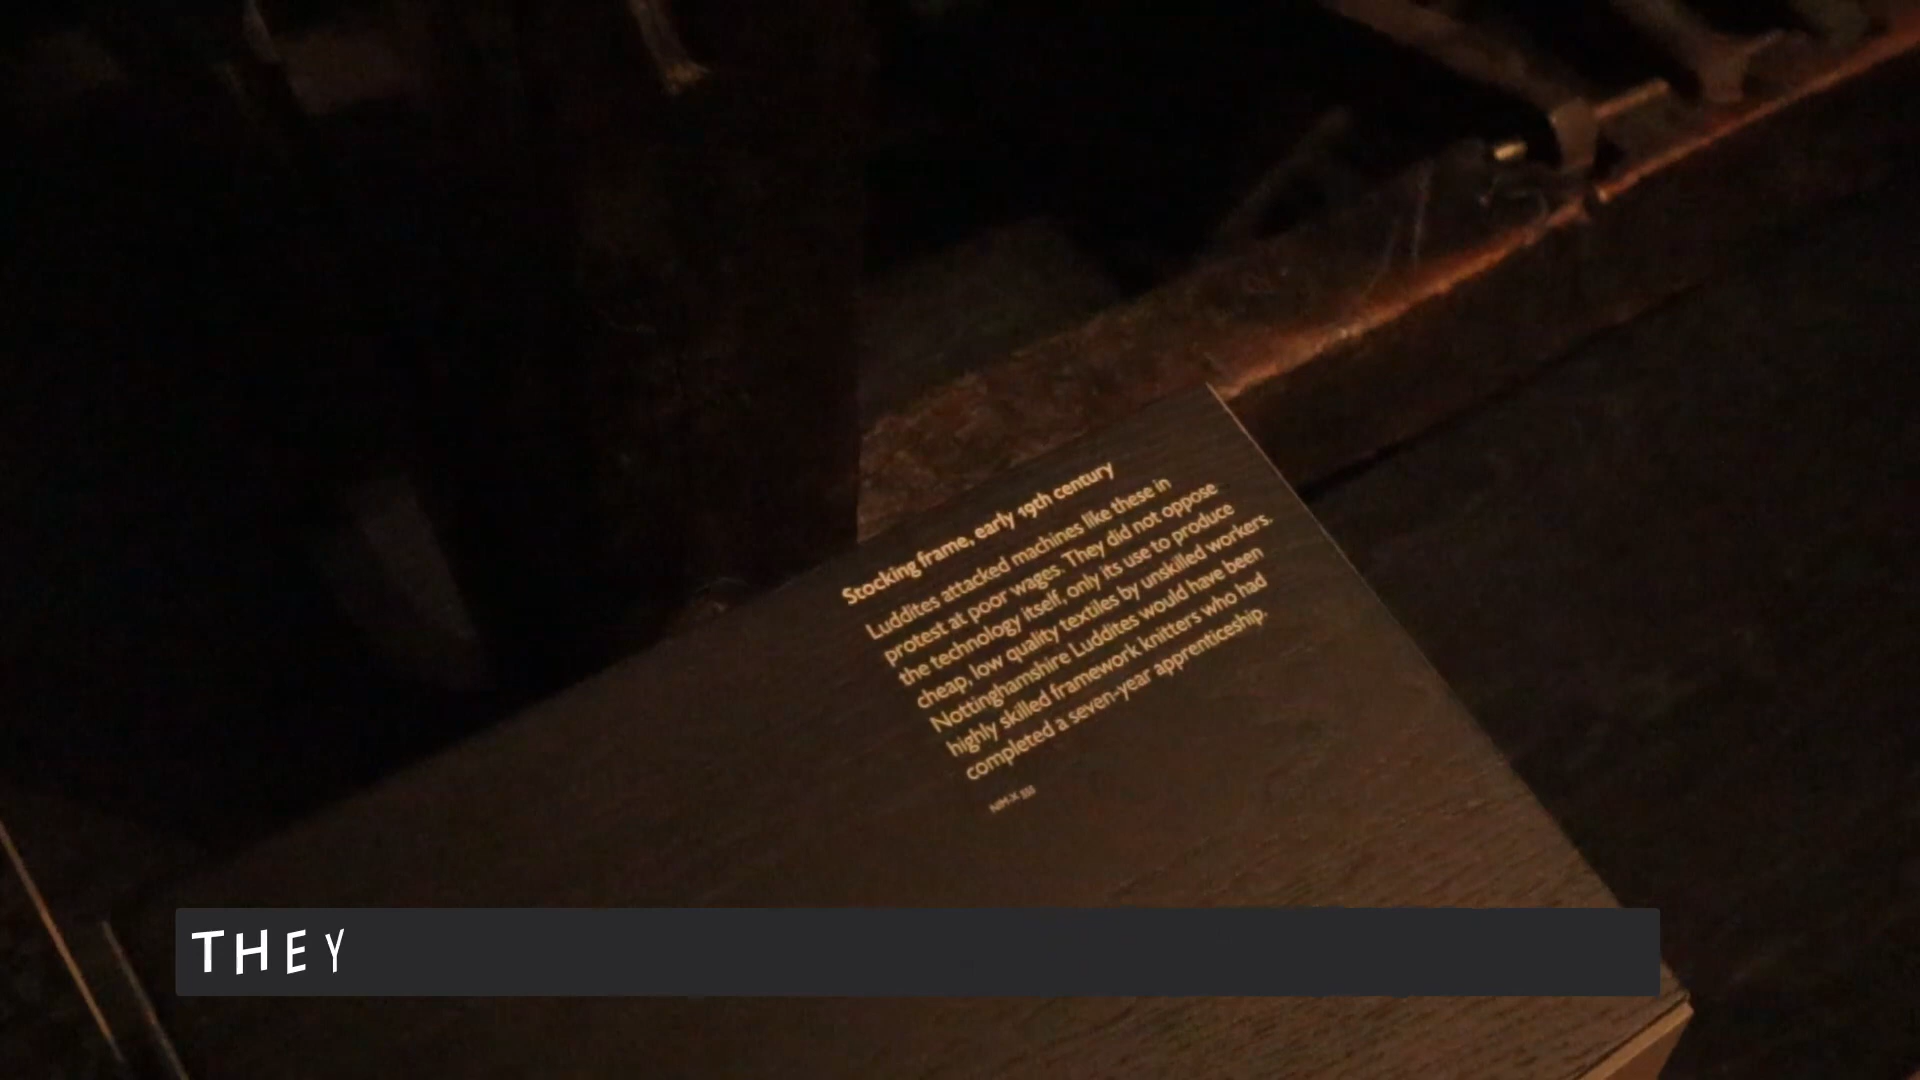 Stocking frame, early 19th century
Luddites attacked machines like these in
protest at poor wages. They did not oppose
the technology itself, only its use to produce
cheap, low quality textiles by unskilled workers.
Nottinghamshire Luddites would have been
highly skilled framework knitters who had
completed a seven-year apprenticeship.
THEY